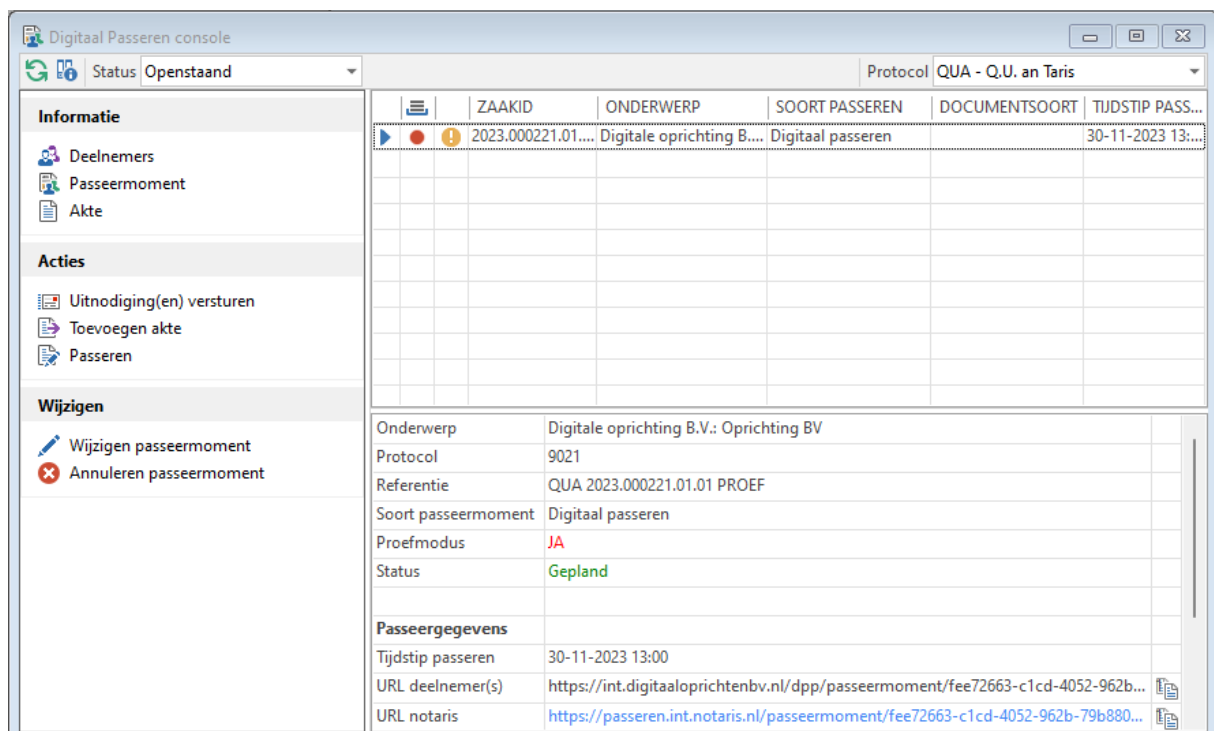 Digitaal Passeren console
Status Openstaand Protocol QUA - Q.U. an Taris
Informatie
Deelnemers
Passeermoment
Akte
Acties
Uitnodiging(en) versturen
Toevoegen akte
Passeren
Wijzigen
Wijzigen passeermoment
Annuleren passeermoment
ZAAKID ONDERWERP SOORT PASSEREN DOCUMENTSOORT TIJDSTIP PASS...
2023.000221.01.... Digitale oprichting B.... Digitaal passeren 30-11-2023 13:...
Onderwerp Digitale oprichting B.V.: Oprichting BV
Protocol 9021
Referentie QUA 2023.000221.01.01 PROEF
Soort passeermoment Digitaal passeren
Proefmodus JA
Status Gepland
Passeergegevens
Tijdstip passeren 30-11-2023 13:00
URL deelnemer(s) https://int.digitaaloprichtenbv.nl/dpp/passeermoment/fee72663-c1cd-4052-962b...
URL notaris https://passeren.int.notaris.nl/passeermoment/fee72663-c1cd-4052-962b-79b880...